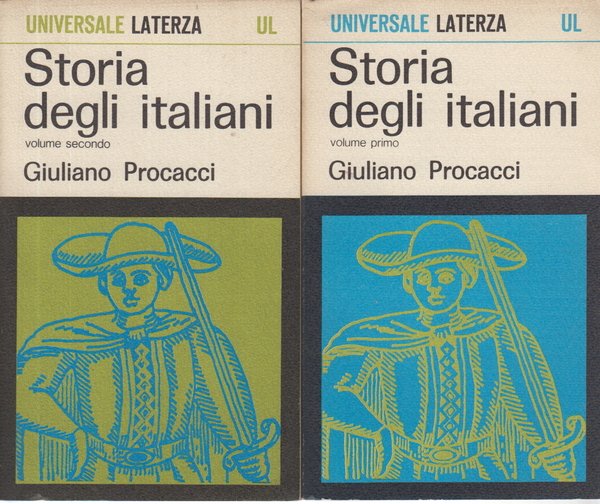 UNIVERSALE LATERZA UL
Storia
degli italiani
volume secondo
Giuliano Procacci
UNIVERSALE LATERZA UL
Storia
degli italiani
volume primo
Giuliano Procacci